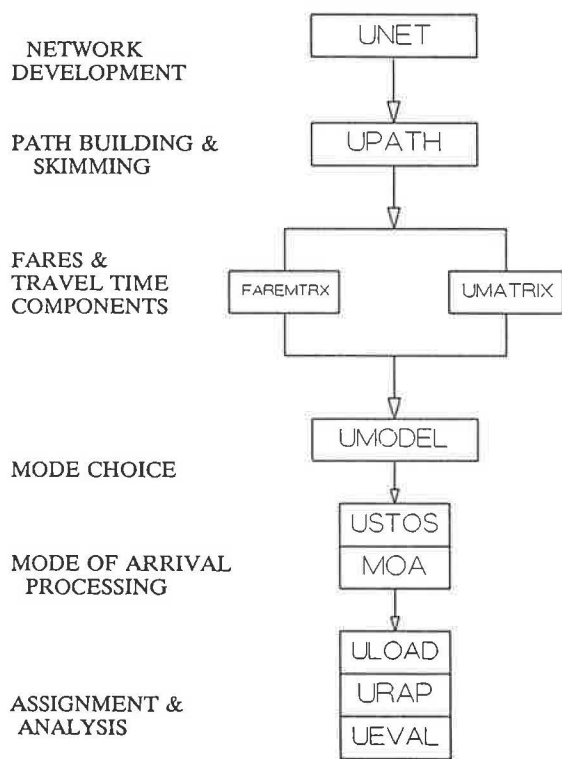 UNET
NETWORK
DEVELOPMENT
PATH BUILDING &
SKIMMING
UPATH
FARES &
TRAVEL TIME
COMPONENTS
FAREMTRX
UMATRIX
UMODEL
MODE CHOICE
USTOS
MODE OF ARRIVAL
PROCESSING
MOA
ULOAD
URAP
ASSIGNMENT &
ANALYSIS
UEVAL